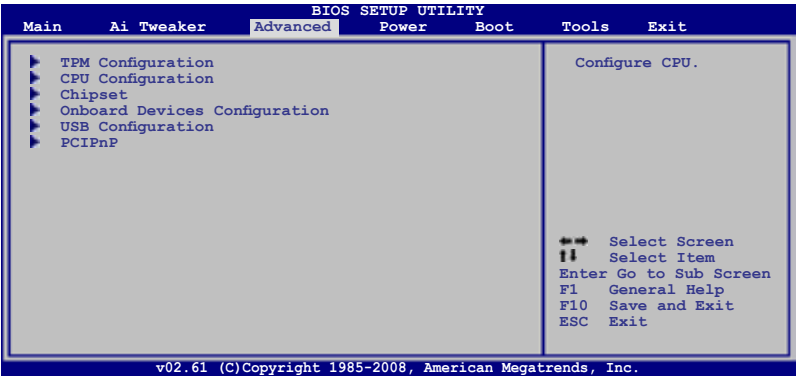 BIOS SETUP UTILITY
Main Ai Tweaker Advanced Power Boot Tools Exit
TPM Configuration
CPU Configuration
Chipset
Onboard Devices Configuration
USB Configuration
PCIPnP
Configure CPU.
Select Screen
Select Item
Enter Go to Sub Screen
F1 General Help
F10 Save and Exit
ESC Exit
v02.61 (C)Copyright 1985-2008, American Megatrends, Inc.